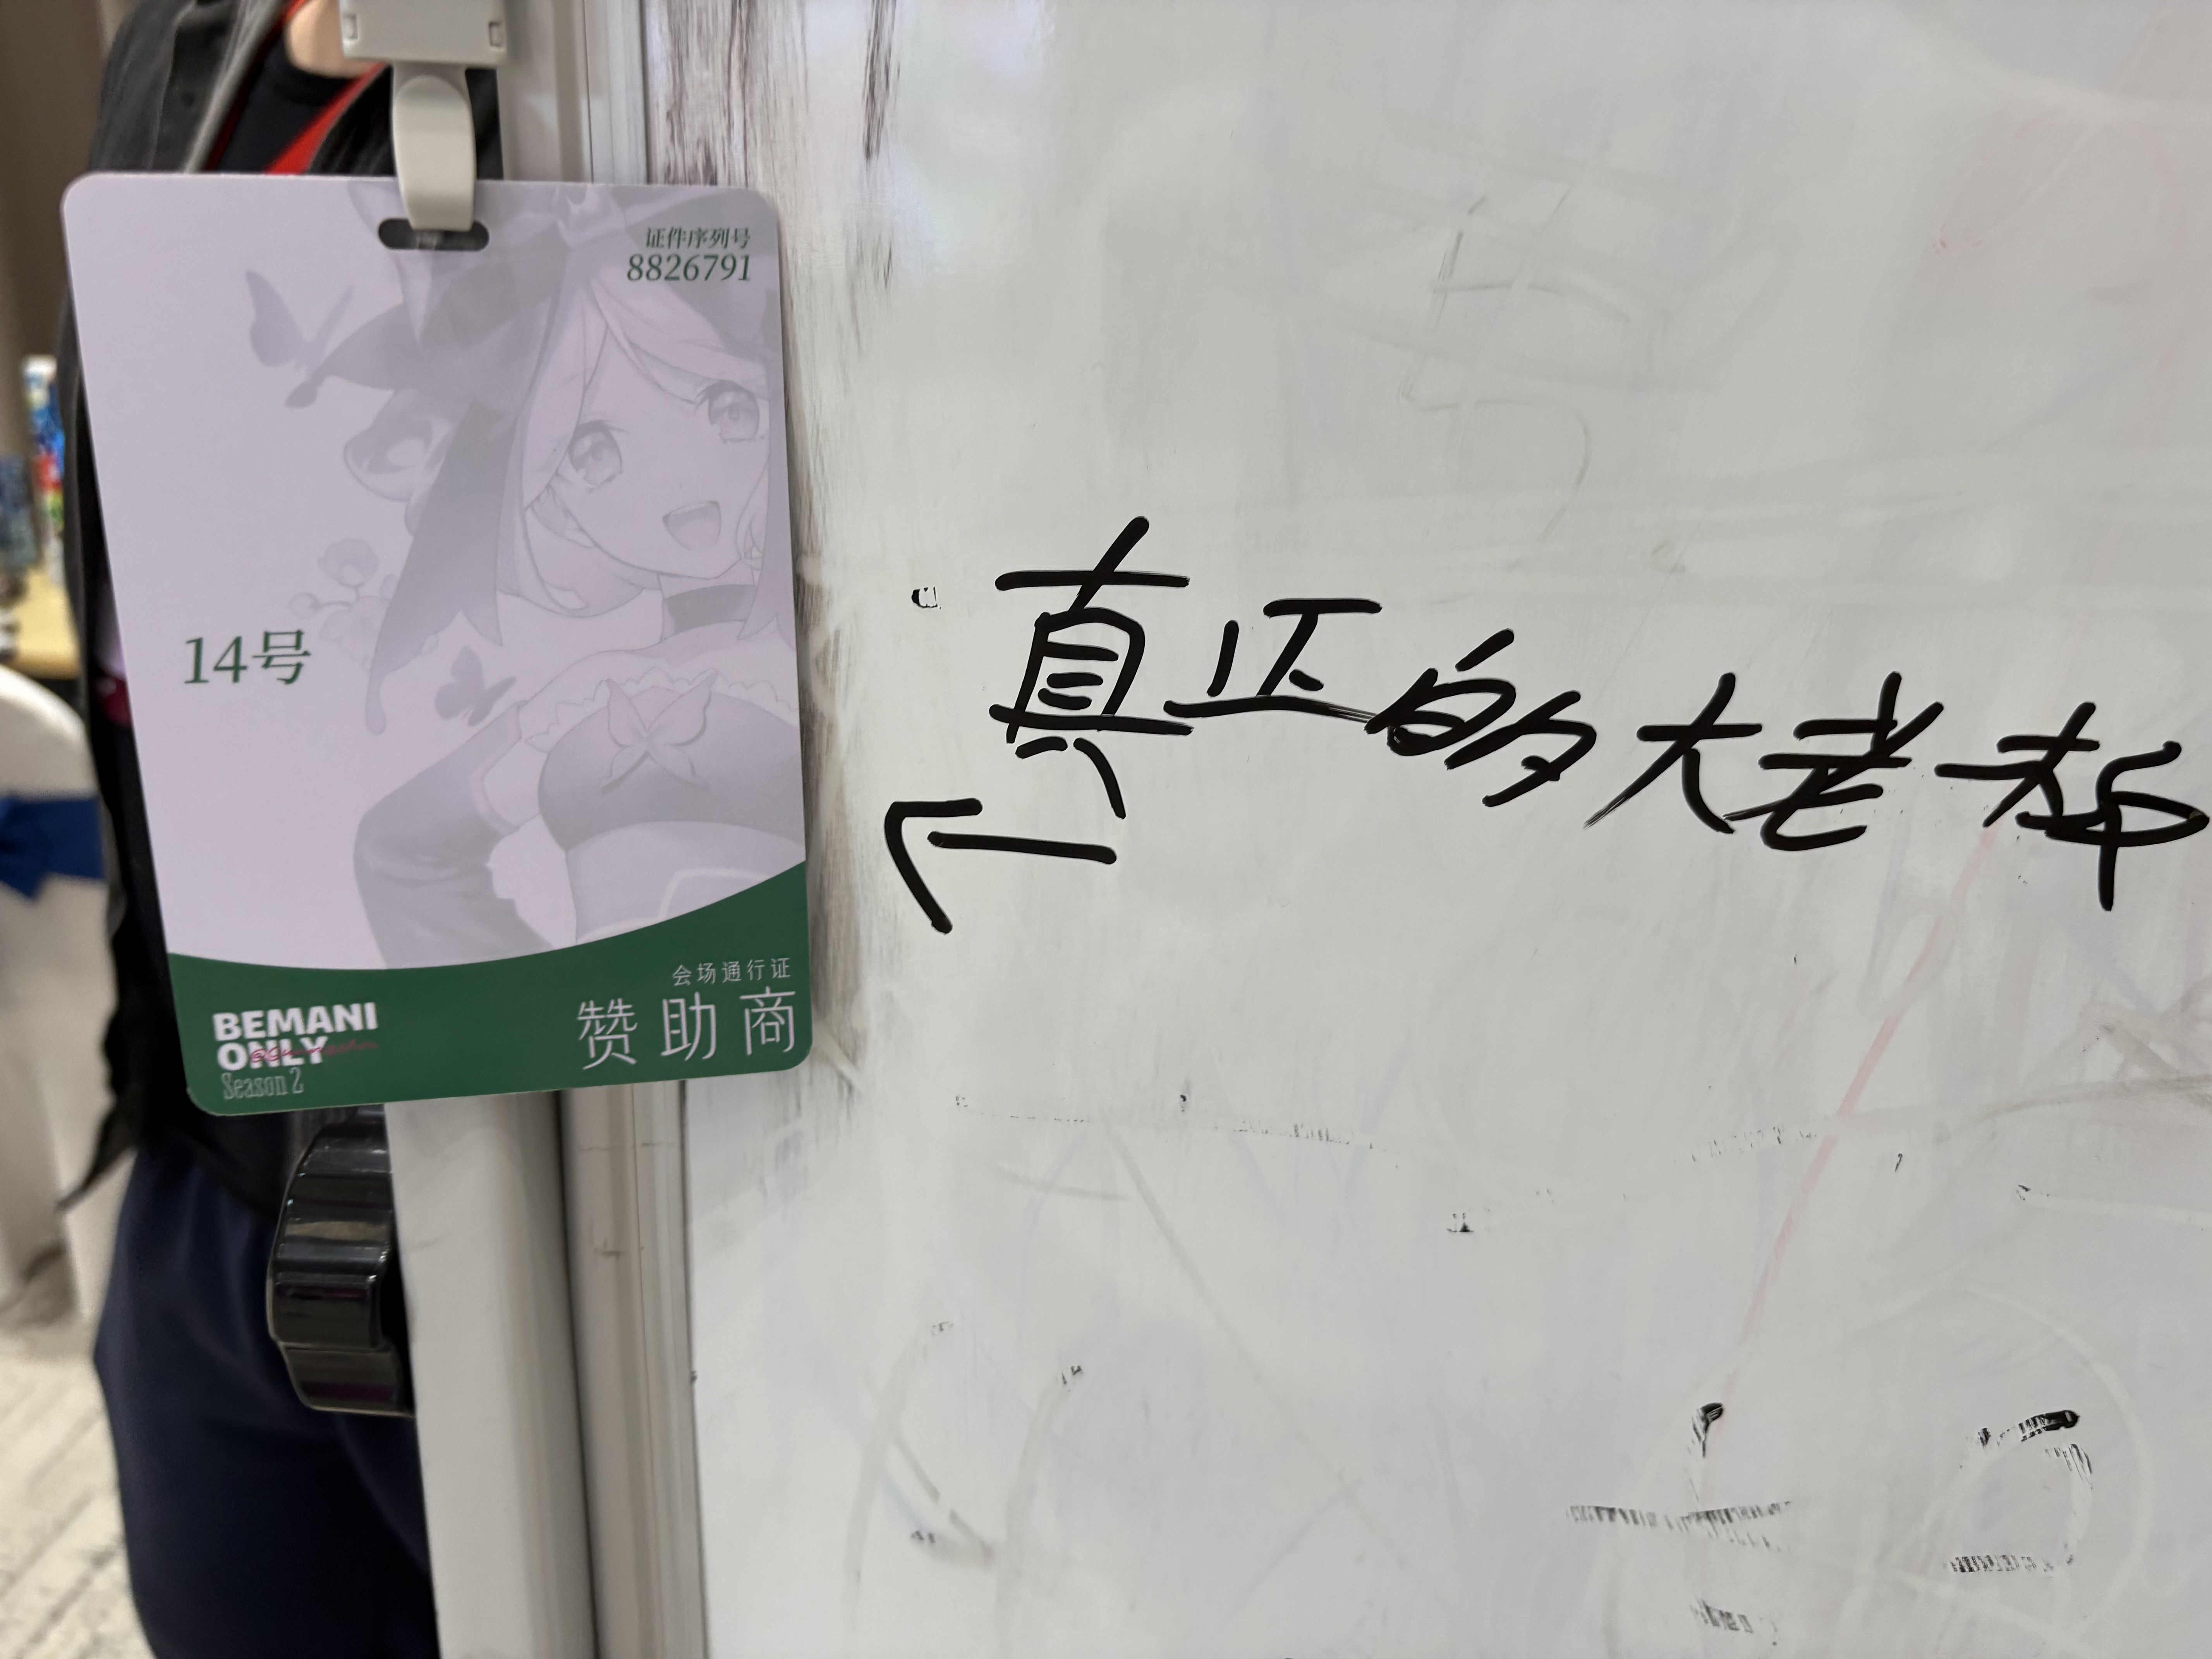 证件序列号
8826791
14号
会场通行证
赞助商
BEMANI
ONLY
Season 2
真正的大老板